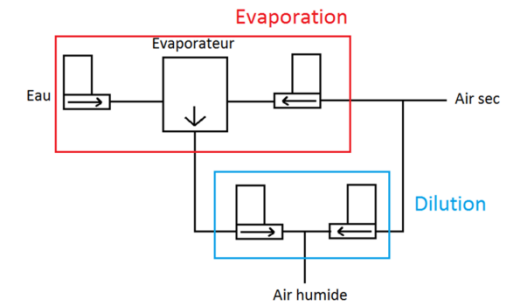 Evaporation
Evaporateur
Eau
Air sec
Dilution
Air humide